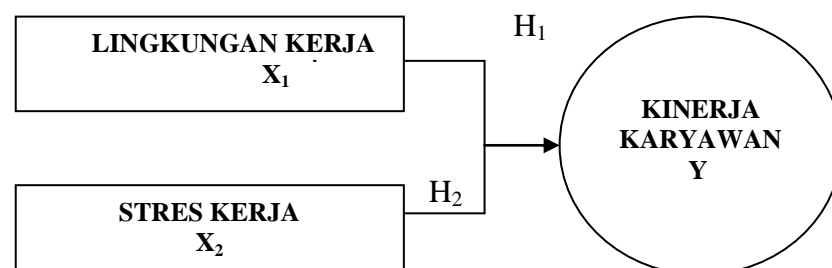 LINGKUNGAN KERJA
X₁
H₁
KINERJA
KARYAWAN
Y
H₂
STRES KERJA
X₂